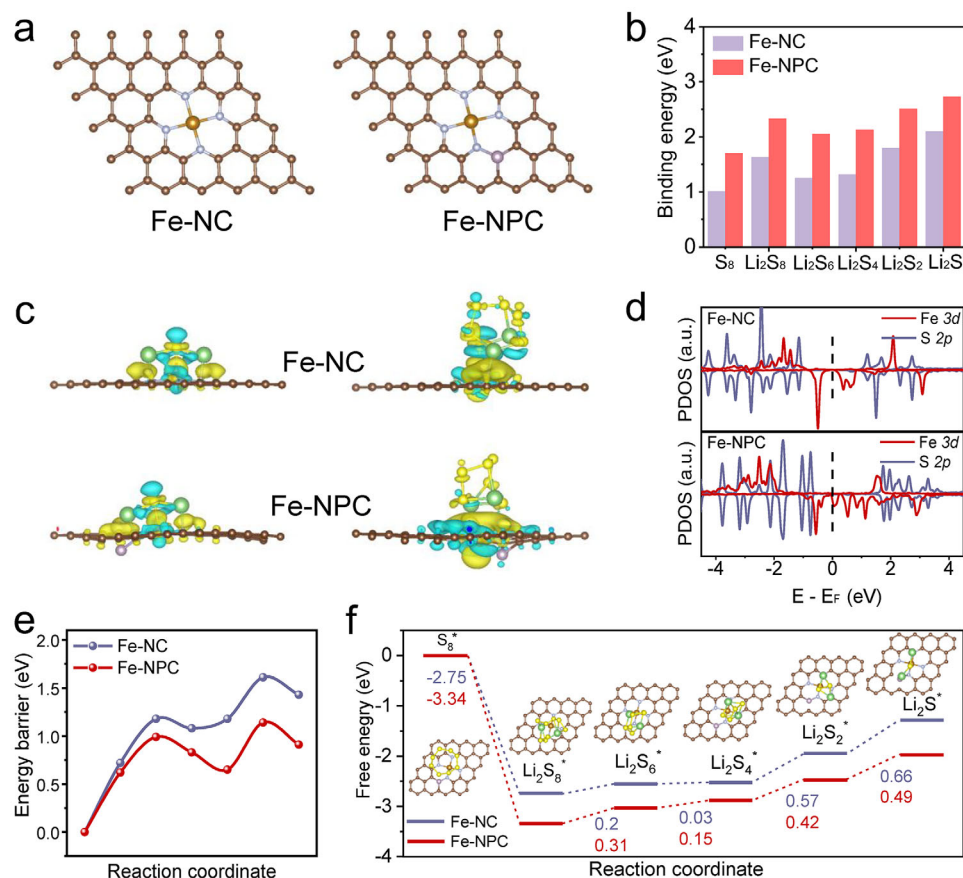 a
Fe-NC
Fe-NPC
b
Binding energy (eV)
4
3
2
1
0
Fe-NC
Fe-NPC
S₈ Li₂S₈ Li₂S₆ Li₂S₄ Li₂S₂ Li₂S
c
Fe-NC
Fe-NPC
d
PDOS (a.u.)
Fe-NC
Fe 3d
S 2p
PDOS (a.u.)
Fe-NPC
Fe 3d
S 2p
-4 -2 0 2 4
E - EF (eV)
e
Energy barrier (eV)
2.0
1.5
1.0
0.5
0.0
Fe-NC
Fe-NPC
Reaction coordinate
f
Free enegry (eV)
0
-1
-2
-3
-4
S₈*
-2.75
-3.34
Li₂S₈*
Li₂S₆*
Li₂S₄*
Li₂S₂*
Li₂S*
0.2
0.31
0.03
0.15
0.57
0.42
0.66
0.49
Fe-NC
Fe-NPC
Reaction coordinate